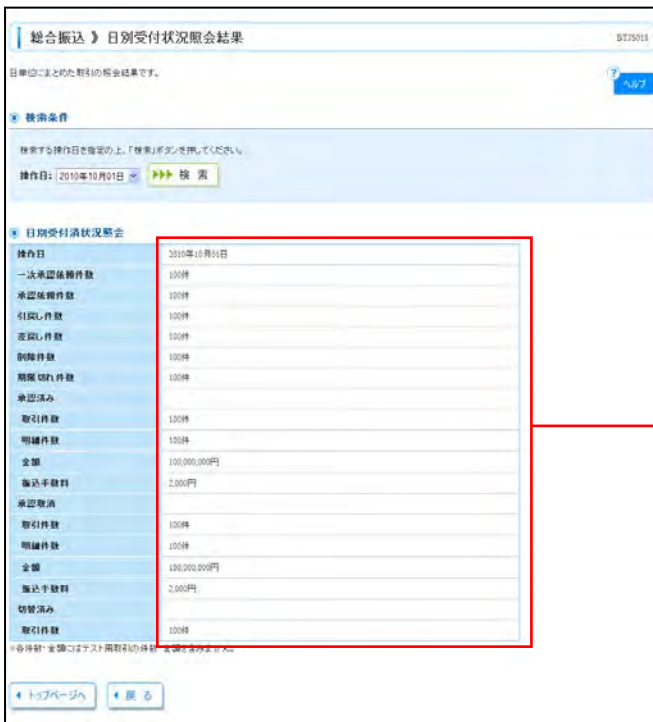 総合振込 》 日別受付状況照会結果
BTJS018
日単位にまとめた取引の照会結果です。
? ヘルプ
検索条件
検索する操作日を指定の上、「検索」ボタンを押してください。
操作日: 2010年10月01日 検 索
日別受付済状況照会
操作日 2010年10月01日
一次承認依頼件数 100件
承認依頼件数 100件
引戻し件数 100件
差戻し件数 100件
削除件数 100件
期限切れ件数 100件
承認済み
取引件数 100件
明細件数 100件
金額 100,000,000円
振込手数料 2,000円
承認取消
取引件数 100件
明細件数 100件
金額 100,000,000円
振込手数料 2,000円
切替済み
取引件数 100件
※各件数・金額にはテスト用取引の件数・金額を含みません。
トップページへ 戻 る